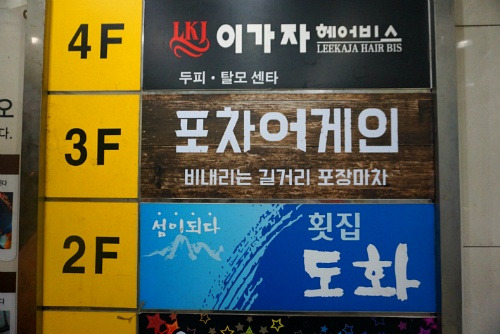 4F
LKJ 이가자 헤어비스
LEEKAJA HAIR BIS
두피 · 탈모 센타
3F
포차어게인
비내리는 길거리 포장마차
2F
섬이되다
횟집
도화
오
다.